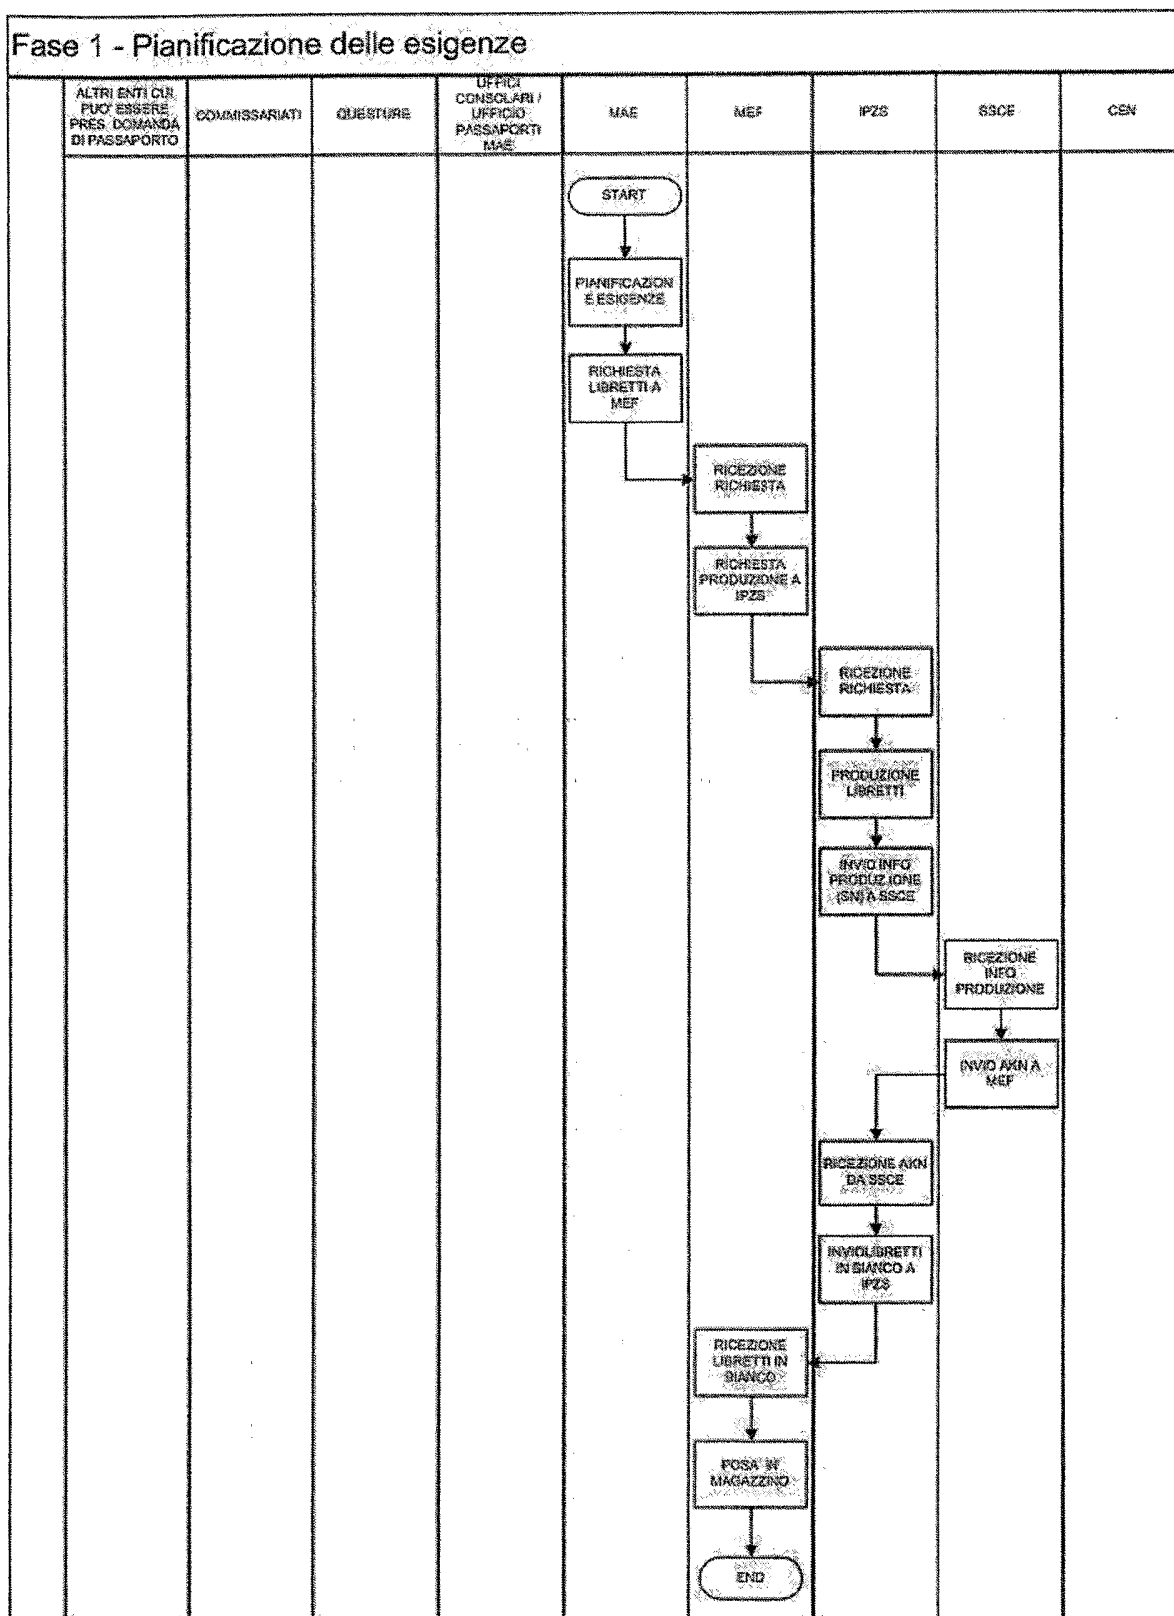 Fase 1 - Pianificazione delle esigenze
ALTRI ENTI CUI
PUO' ESSERE
PRES. DOMANDA
DI PASSAPORTO
COMMISSARIATI
QUESTURE
UFFICI
CONSOLARI /
UFFICIO
PASSAPORTI
MAE
MAE
MEF
IPZS
SSCE
CEN
START
PIANIFICAZION
E ESIGENZE
RICHIESTA
LIBRETTI A
MEF
RICEZIONE
RICHIESTA
RICHIESTA
PRODUZIONE A
IPZS
RICEZIONE
RICHIESTA
PRODUZIONE
LIBRETTI
INVIO INFO
PRODUZIONE
(SN) A SSCE
RICEZIONE
INFO
PRODUZIONE
INVIO AKN A
MEF
RICEZIONE AKN
DA SSCE
INVIOLIBRETTI
IN BIANCO A
IPZS
RICEZIONE
LIBRETTI IN
BIANCO
POSA' IN
MAGAZZINO
END